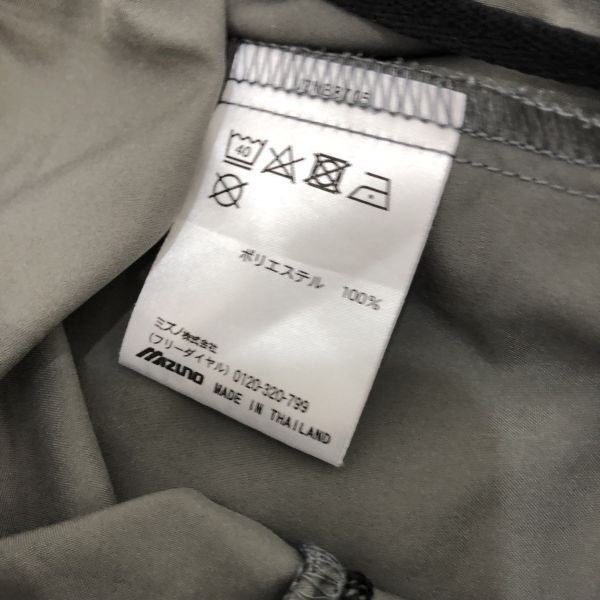 40
ポリエステル 100%
ミズノ株式会社
(フリーダイヤル) 0120-320-799
MIZUNO MADE IN THAILAND